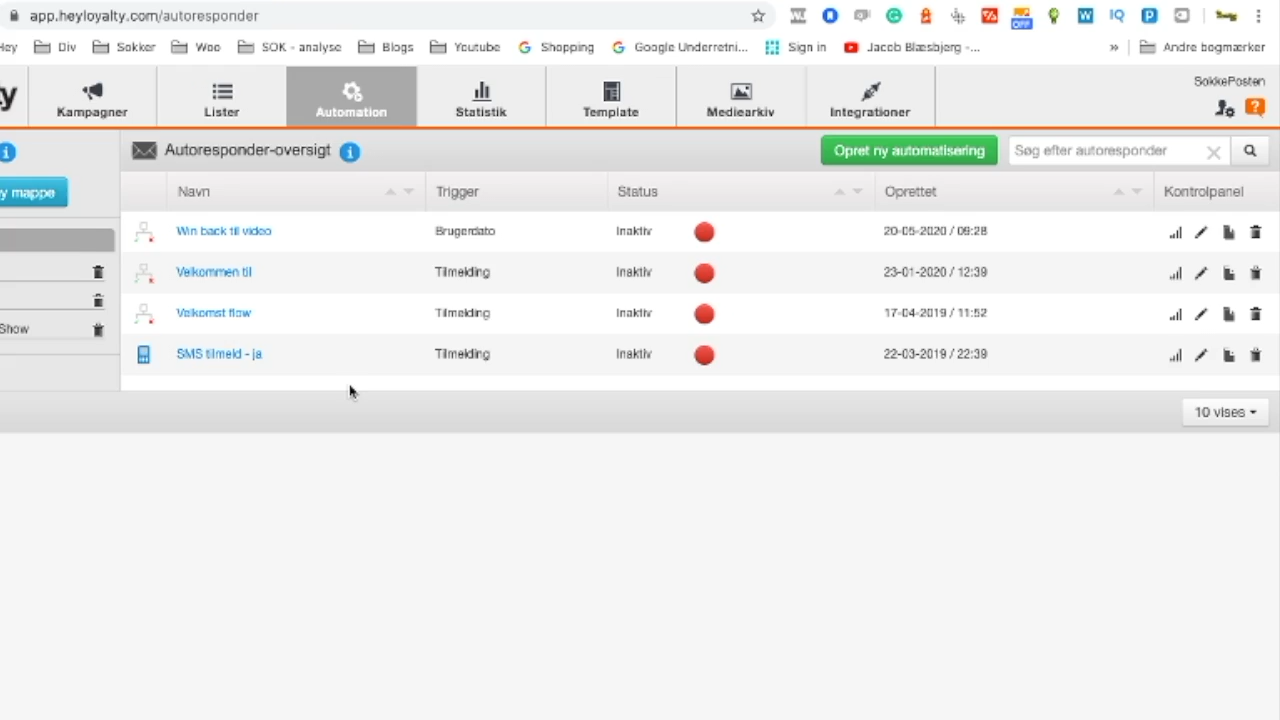 app.heyloyalty.com/autoresponder
OFF
W
IQ
P
Hey Div Sokker Woo SOK - analyse Blogs Youtube Shopping Google Underretni... Sign in Jacob Blæsbjerg -... » Andre bogmærker
ty
Kampagner Lister Automation Statistik Template Mediearkiv Integrationer
SokkePosten
?
Autoresponder-oversigt
Opret ny automatisering
Søg efter autoresponder
y mappe
Navn Trigger Status Oprettet Kontrolpanel
Win back til video Brugerdato Inaktiv 20-05-2020 / 09:28
Velkommen til Tilmelding Inaktiv 23-01-2020 / 12:39
Velkomst flow Tilmelding Inaktiv 17-04-2019 / 11:52
Show
SMS tilmeld - ja Tilmelding Inaktiv 22-03-2019 / 22:39
10 vises